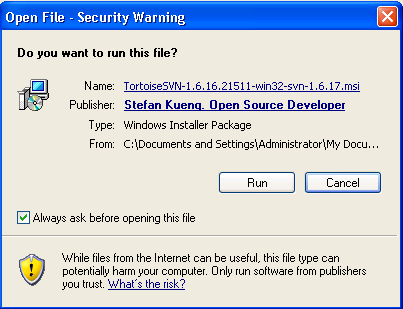 Open File - Security Warning
Do you want to run this file?
Name: TortoiseSVN-1.6.16.21511-win32-svn-1.6.17.msi
Publisher: Stefan Kueng, Open Source Developer
Type: Windows Installer Package
From: C:\Documents and Settings\Administrator\My Docu...
Run Cancel
Always ask before opening this file
While files from the Internet can be useful, this file type can
potentially harm your computer. Only run software from publishers
you trust. What's the risk?